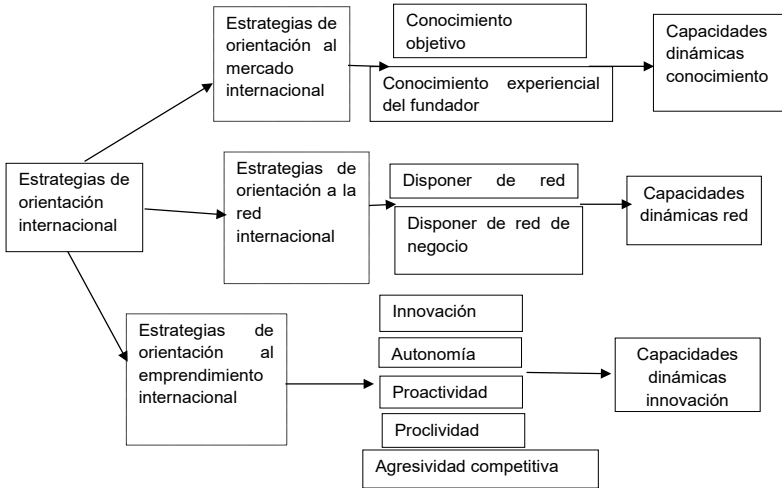 Estrategias de
orientación al
mercado
internacional
Conocimiento
objetivo
Conocimiento experiencial
del fundador
Capacidades
dinámicas
conocimiento
Estrategias de
orientación
internacional
Estrategias de
orientación a la
red
internacional
Disponer de red
Disponer de red de
negocio
Capacidades
dinámicas red
Estrategias de
orientación al
emprendimiento
internacional
Innovación
Autonomía
Proactividad
Proclividad
Agresividad competitiva
Capacidades
dinámicas
innovación